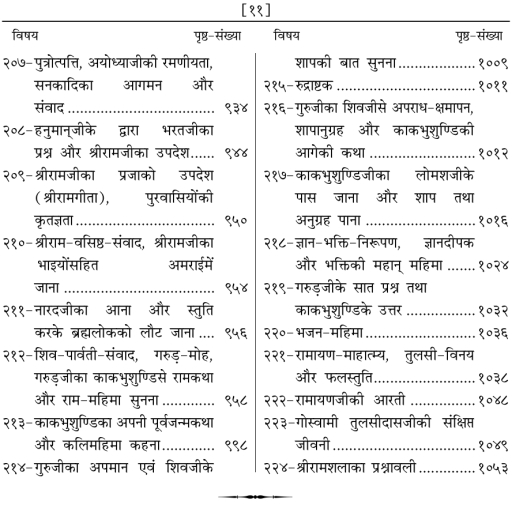 [११]
विषय पृष्ठ-संख्या
२०७-पुत्रोत्पत्ति, अयोध्याजीकी रमणीयता,
सनकादिका आगमन और
संवाद .................................... ९३४
२०८-हनुमान्‌जीके द्वारा भरतजीका
प्रश्न और श्रीरामजीका उपदेश...... ९४४
२०९-श्रीरामजीका प्रजाको उपदेश
(श्रीरामगीता), पुरवासियोंकी
कृतज्ञता.................................. ९५०
२१०-श्रीराम-वसिष्ठ-संवाद, श्रीरामजीका
भाइयोंसहित अमराईमें
जाना ..................................... ९५४
२११-नारदजीका आना और स्तुति
करके ब्रह्मलोकको लौट जाना .... ९५६
२१२-शिव-पार्वती-संवाद, गरुड़-मोह,
गरुड़जीका काकभुशुण्डिसे रामकथा
और राम-महिमा सुनना ............. ९५८
२१३-काकभुशुण्डिका अपनी पूर्वजन्मकथा
और कलिमहिमा कहना............. ९९८
२१४-गुरुजीका अपमान एवं शिवजीके
विषय पृष्ठ-संख्या
शापकी बात सुनना...................१००९
२१५-रुद्राष्टक ...................................१०११
२१६-गुरुजीका शिवजीसे अपराध-क्षमापन,
शापानुग्रह और काकभुशुण्डिकी
आगेकी कथा ..........................१०१२
२१७-काकभुशुण्डिजीका लोमशजीके
पास जाना और शाप तथा
अनुग्रह पाना ...........................१०१६
२१८-ज्ञान-भक्ति-निरूपण, ज्ञानदीपक
और भक्तिकी महान् महिमा .......१०२४
२१९-गरुड़जीके सात प्रश्न तथा
काकभुशुण्डिके उत्तर .................१०३२
२२०-भजन-महिमा...........................१०३६
२२१-रामायण-माहात्म्य, तुलसी-विनय
और फलस्तुति.........................१०३८
२२२-रामायणजीकी आरती ................१०४८
२२३-गोस्वामी तुलसीदासजीकी संक्षिप्त
जीवनी ...................................१०४९
२२४-श्रीरामशलाका प्रश्नावली ..............१०५३